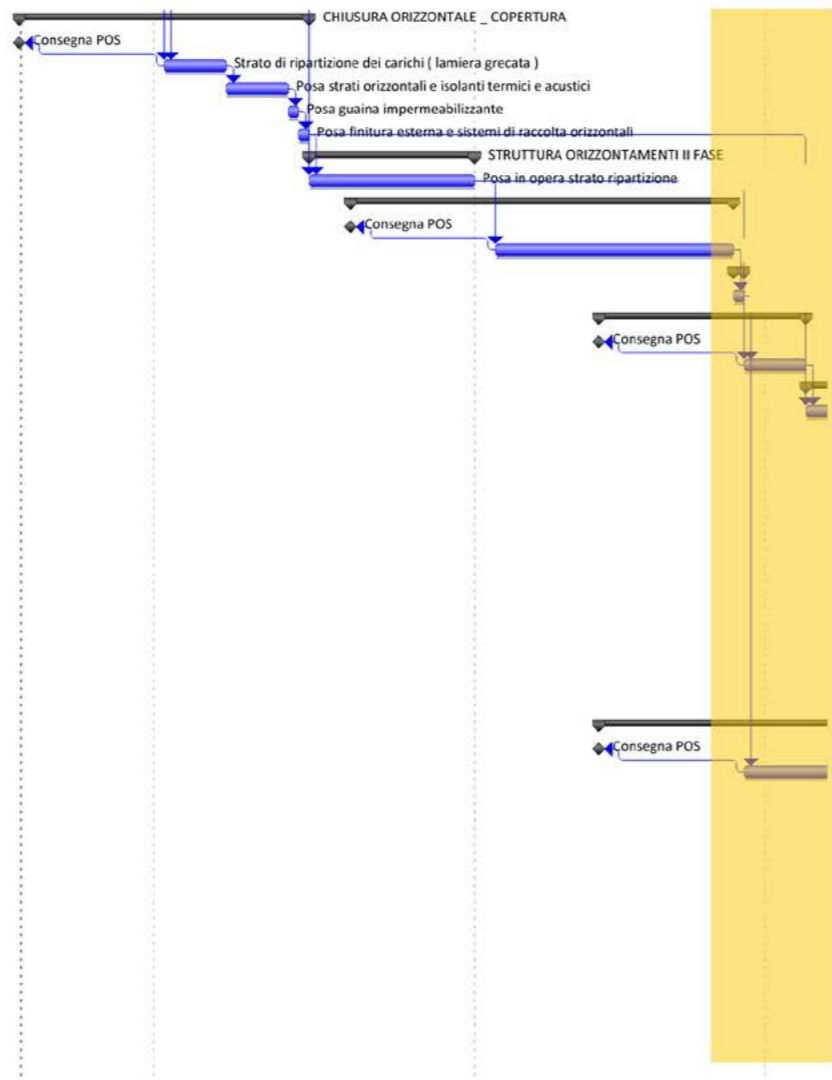 CHIUSURA ORIZZONTALE _ COPERTURA
Consegna POS
Strato di ripartizione dei carichi ( lamiera grecata )
Posa strati orizzontali e isolanti termici e acustici
Posa guaina impermeabilizzante
Posa finitura esterna e sistemi di raccolta orizzontali
STRUTTURA ORIZZONTAMENTI II FASE
Posa in opera strato ripartizione
Consegna POS
Consegna POS
Consegna POS